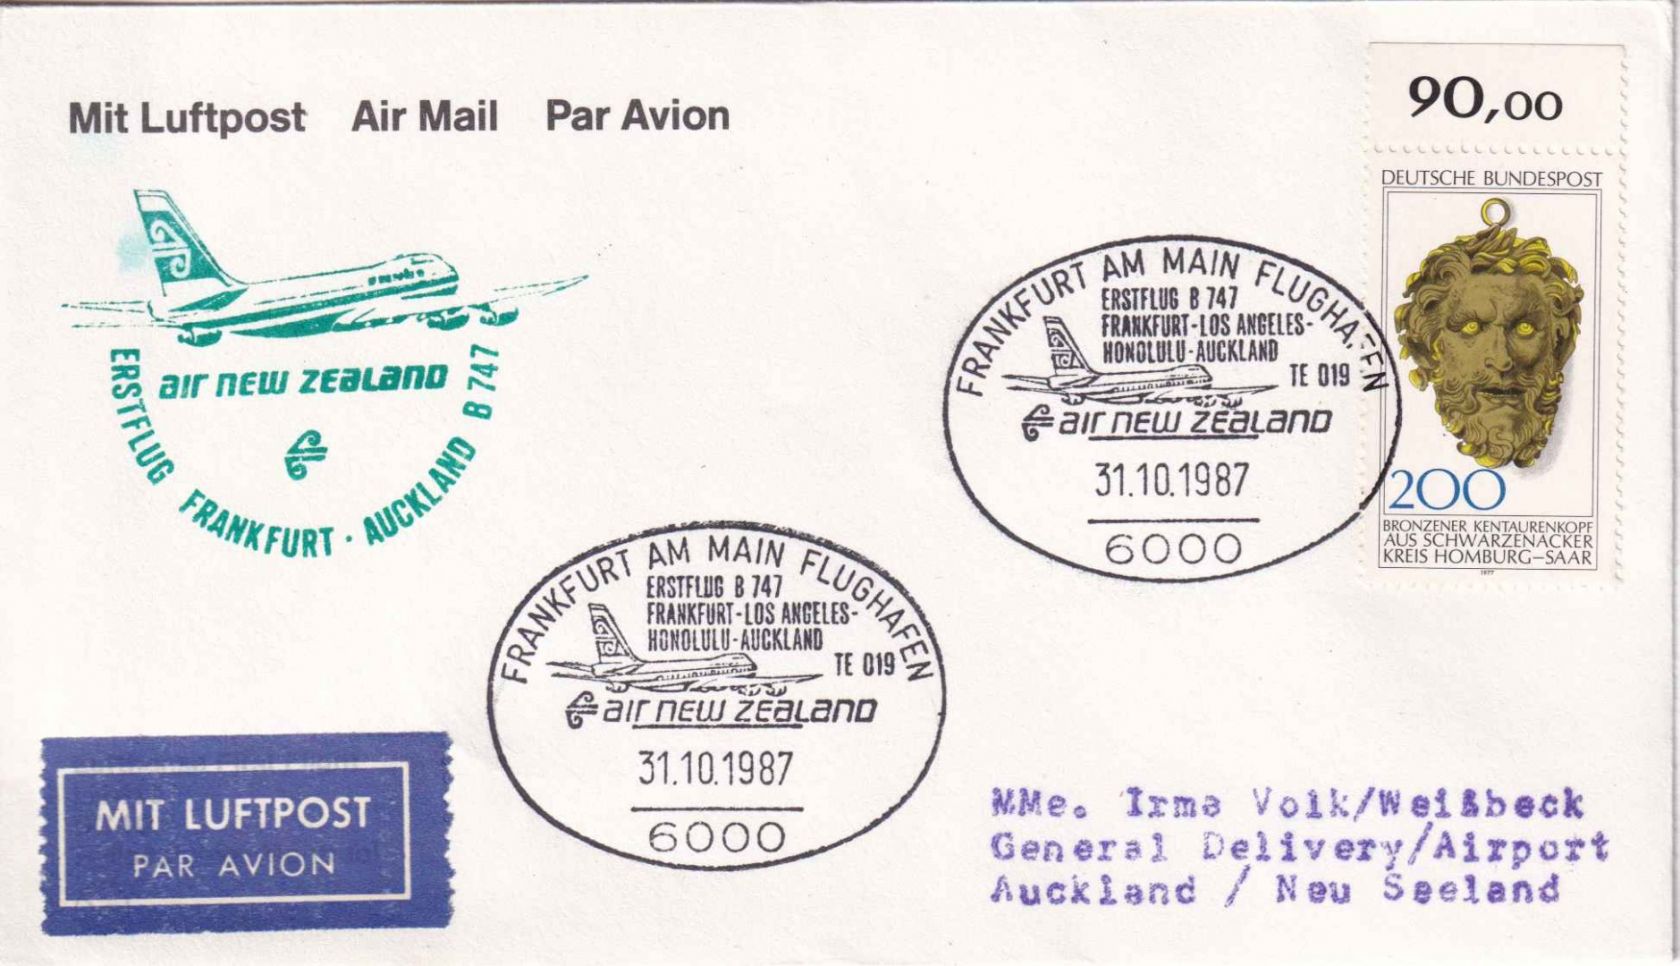 Mit Luftpost Air Mail Par Avion
90,00
DEUTSCHE BUNDESPOST
200
BRONZENER KENTAURENKOPF
AUS SCHWARZENACKER
KREIS HOMBURG–SAAR
1977
air new zealand
ERSTFLUG FRANKFURT · AUCKLAND B 747
FRANKFURT AM MAIN FLUGHAFEN
ERSTFLUG B 747
FRANKFURT-LOS ANGELES-
HONOLULU-AUCKLAND
TE 019
air new zealand
31.10.1987
6000
FRANKFURT AM MAIN FLUGHAFEN
ERSTFLUG B 747
FRANKFURT-LOS ANGELES-
HONOLULU-AUCKLAND
TE 019
air new zealand
31.10.1987
6000
MIT LUFTPOST
PAR AVION
MMe. Irma Volk/Weißbeck
General Delivery/Airport
Auckland / Neu Seeland